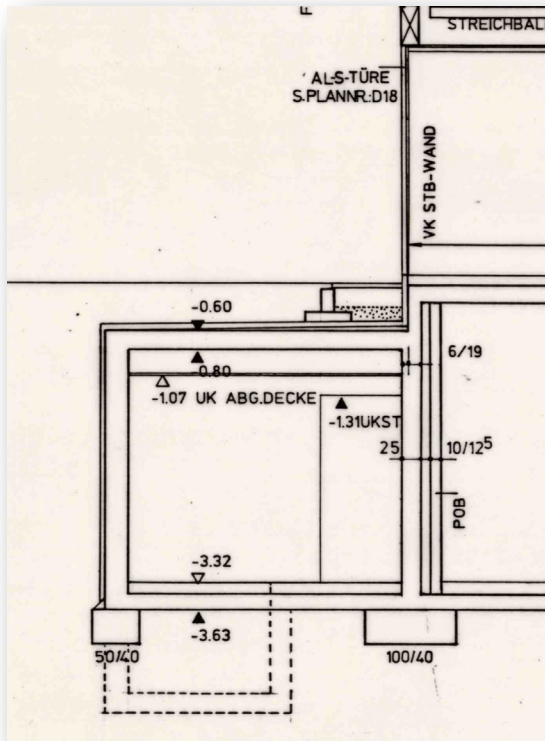 F
STREICHBAL
AL-S-TÜRE
S.PLANNR.:D18
VK STB-WAND
-0.60
-0.80
6/19
-1.07 UK ABG.DECKE
-1.31UKST
25
10/12⁵
POB
-3.32
-3.63
50/40
100/40